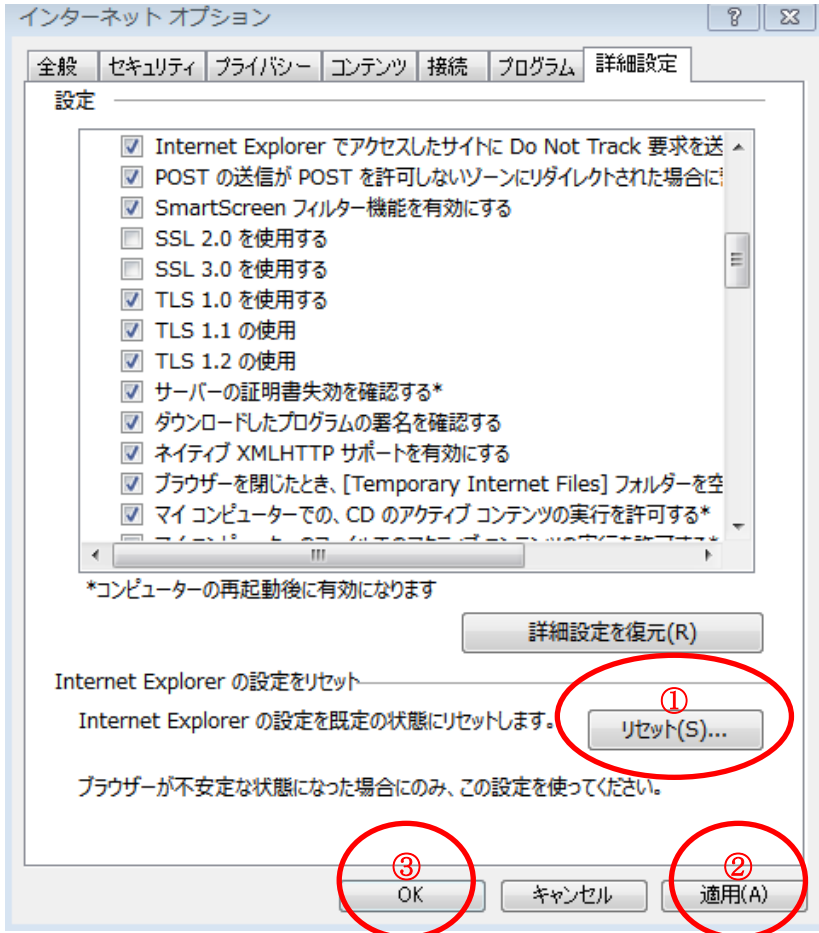 インターネット オプション
全般 セキュリティ プライバシー コンテンツ 接続 プログラム 詳細設定
設定
Internet Explorer でアクセスしたサイトに Do Not Track 要求を送
POST の送信が POST を許可しないゾーンにリダイレクトされた場合に
SmartScreen フィルター機能を有効にする
SSL 2.0 を使用する
SSL 3.0 を使用する
TLS 1.0 を使用する
TLS 1.1 の使用
TLS 1.2 の使用
サーバーの証明書失効を確認する*
ダウンロードしたプログラムの署名を確認する
ネイティブ XMLHTTP サポートを有効にする
ブラウザーを閉じたとき、[Temporary Internet Files] フォルダーを空
マイ コンピューターでの、CD のアクティブ コンテンツの実行を許可する*
*コンピューターの再起動後に有効になります
詳細設定を復元(R)
Internet Explorer の設定をリセット
①
Internet Explorer の設定を既定の状態にリセットします。 リセット(S)...
ブラウザーが不安定な状態になった場合にのみ、この設定を使ってください。
③ ②
OK キャンセル 適用(A)